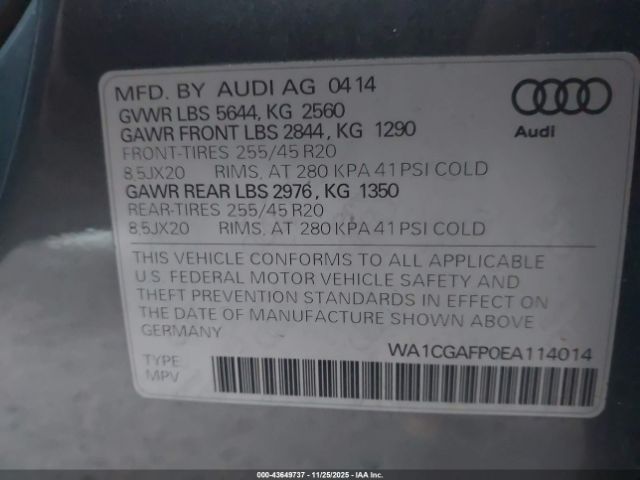 MFD. BY AUDI AG 04 14
GVWR LBS 5644, KG 2560
GAWR FRONT LBS 2844, KG 1290
FRONT-TIRES 255/45 R20
8,5JX20 RIMS, AT 280 KPA 41 PSI COLD
GAWR REAR LBS 2976, KG 1350
REAR-TIRES 255/45 R20
8,5JX20 RIMS, AT 280 KPA 41 PSI COLD
Audi
THIS VEHICLE CONFORMS TO ALL APPLICABLE
U.S. FEDERAL MOTOR VEHICLE SAFETY AND
THEFT PREVENTION STANDARDS IN EFFECT ON
THE DATE OF MANUFACTURE SHOWN ABOVE
GERMANY
WA1CGAFP0EA114014
TYPE
MPV
000-43649737 - 11/25/2025 - IAA, Inc.